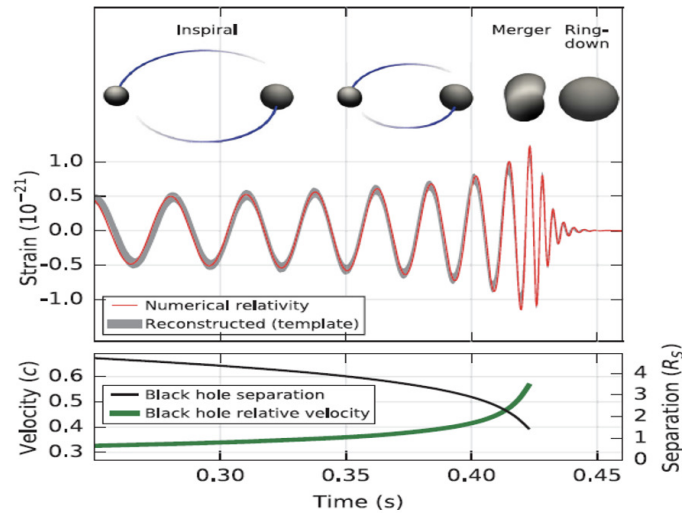 Inspiral
Merger Ring-
down
Strain (10⁻²¹)
1.0
0.5
0.0
-0.5
-1.0
Numerical relativity
Reconstructed (template)
Velocity (c)
0.6
0.5
0.4
0.3
Black hole separation
Black hole relative velocity
4
3
2
1
0
Separation (R_S)
0.30 0.35 0.40 0.45
Time (s)